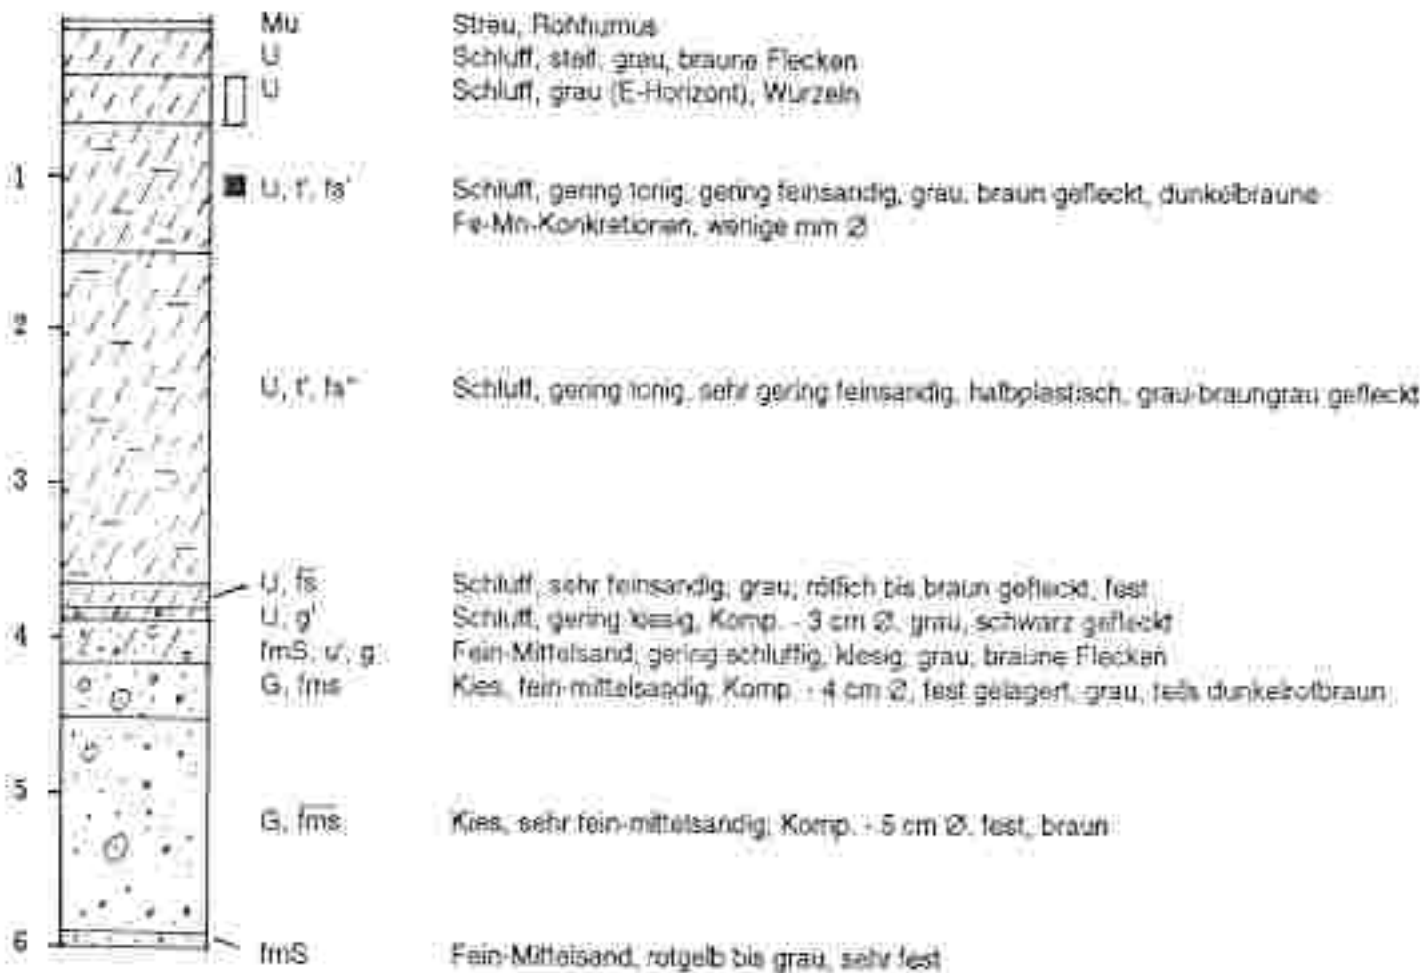 Mu Streu, Rohhumus
U Schluff, steif, grau, braune Flecken
U Schluff, grau (E-Horizont), Wurzeln
1 U, t', fs' Schluff, gering tonig, gering feinsandig, grau, braun gefleckt, dunkelbraune
Fe-Mn-Konkretionen, wenige mm Ø
2
U, t', fs'' Schluff, gering tonig, sehr gering feinsandig, halbplastisch, grau-braungrau gefleckt
3
U, f̅s̅ Schluff, sehr feinsandig, grau, rötlich bis braun gefleckt, fest
U, g' Schluff, gering kiesig, Komp. - 3 cm Ø, grau, schwarz gefleckt
4 fmS, u', g Fein-Mittelsand, gering schluffig, kiesig, grau, braune Flecken
G, fms Kies, fein-mittelsandig, Komp. - 4 cm Ø, fest gelagert, grau, teils dunkelrotbraun
5
G, f̅m̅s̅ Kies, sehr fein-mittelsandig, Komp. - 5 cm Ø, fest, braun
6 fmS Fein-Mittelsand, rotgelb bis grau, sehr fest